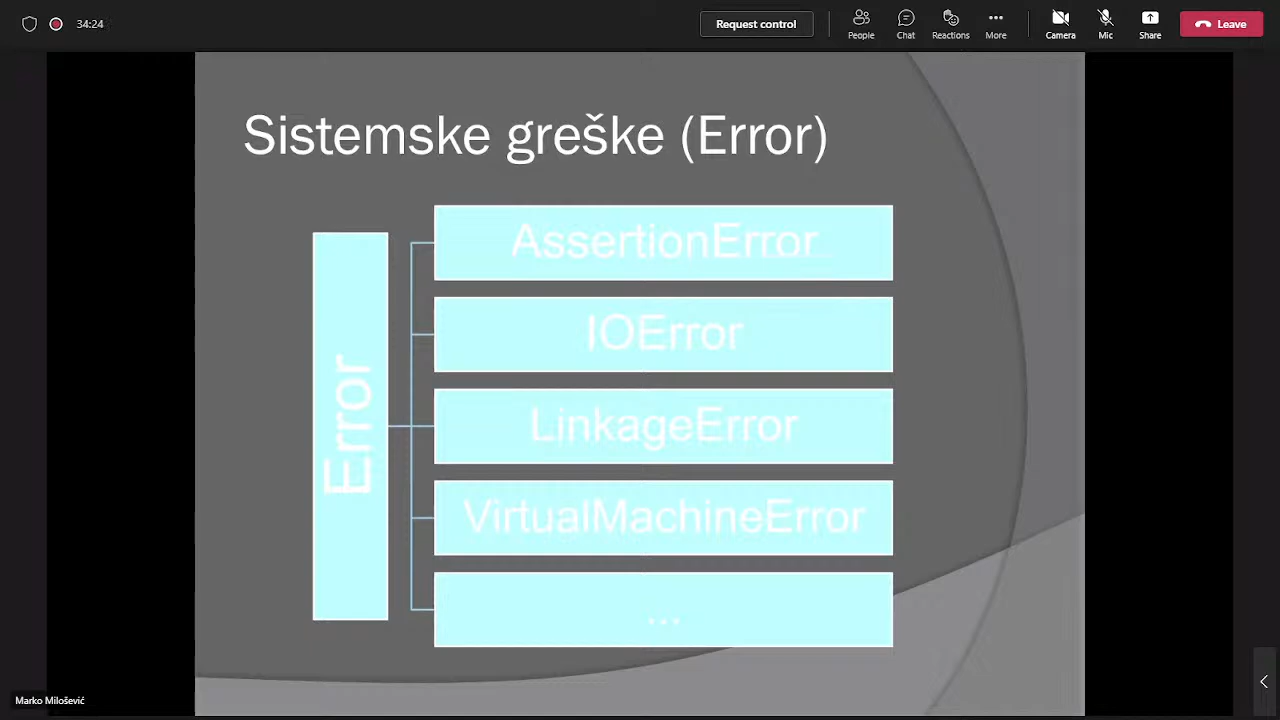 34:24
Request control
People
Chat
Reactions
More
Camera
Mic
Share
Leave
Sistemske greške (Error)
Error
AssertionError
IOError
LinkageError
VirtualMachineError
...
Marko Milošević